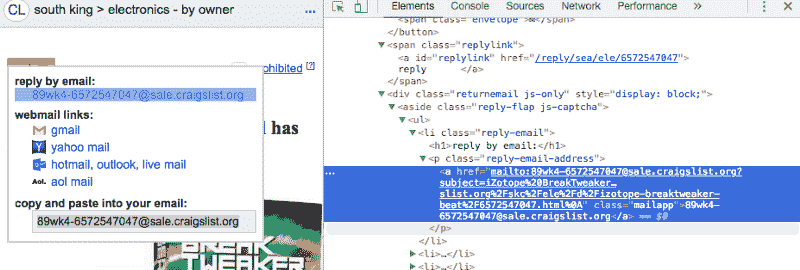 CL south king > electronics - by owner ...
ohibited [?]
reply by email:
89wk4-6572547047@sale.craigslist.org
webmail links:
gmail
yahoo mail
hotmail, outlook, live mail
Aol. aol mail
has
copy and paste into your email:
89wk4-6572547047@sale.craigslist.org
BREAK
TWEAKER
Elements Console Sources Network Performance »
<span class="envelope">✉</span>
</button>
▼<span class="replylink">
<a id="replylink" href="/reply/sea/ele/6572547047">
reply </a>
</span>
▼<div class="returnemail js-only" style="display: block;">
▼<aside class="reply-flap js-captcha">
▼<ul>
▼<li class="reply-email">
<h1>reply by email:</h1>
▼<p class="reply-email-address">
... <a href="mailto:89wk4-6572547047@sale.craigslist.org?
subject=iZotope%20BreakTweaker…
slist.org%2Fskc%2Fele%2Fd%2Fizotope-breaktweaker-
beat%2F6572547047.html%0A" class="mailapp">89wk4-
6572547047@sale.craigslist.org</a> == $0
</p>
</li>
▶<li>…</li>
▶<li>…</li>